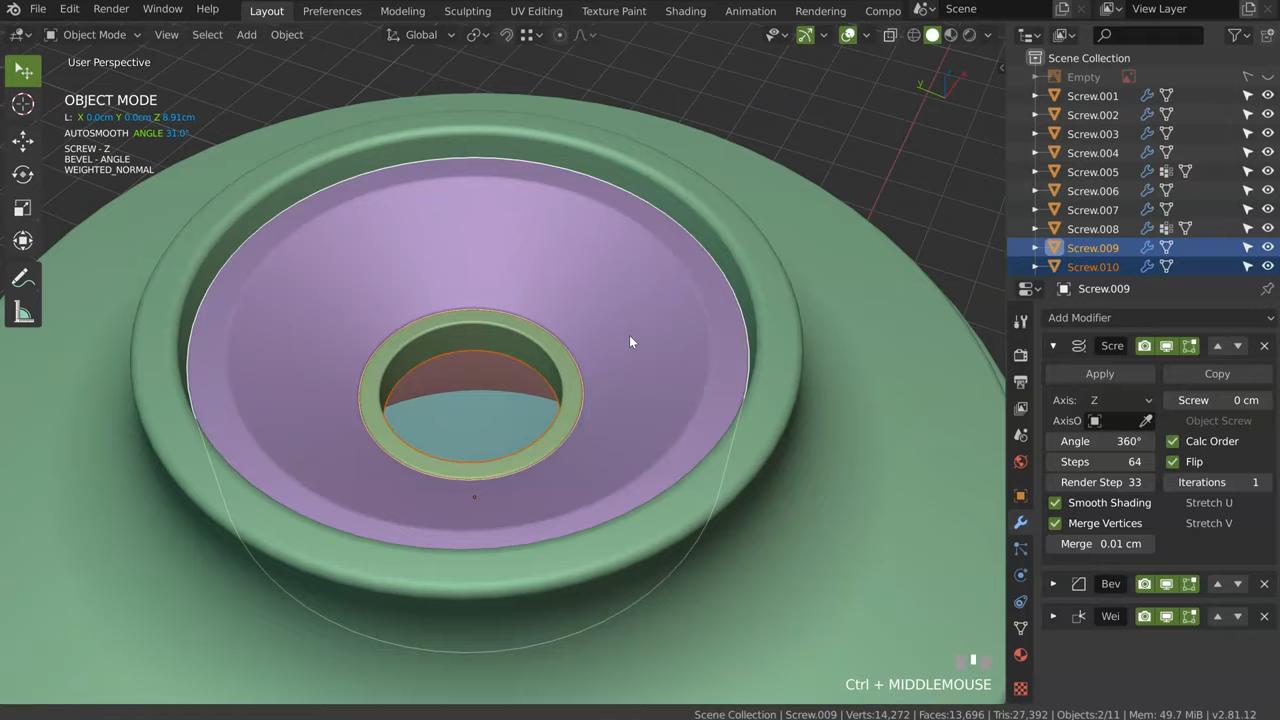 File Edit Render Window Help Layout Preferences Modeling Sculpting UV Editing Texture Paint Shading Animation Rendering Compo Scene View Layer
Object Mode View Select Add Object Global
User Perspective
OBJECT MODE
L: X 0.0cm Y 0.0cm Z 8.91cm
AUTOSMOOTH ANGLE 31.0°
SCREW - Z
BEVEL - ANGLE
WEIGHTED_NORMAL
Y
X
Ctrl + MIDDLEMOUSE
Scene Collection
Empty
Screw.001
Screw.002
Screw.003
Screw.004
Screw.005
Screw.006
Screw.007
Screw.008
Screw.009
Screw.010
Screw.009
Add Modifier
Scre
Apply Copy
Axis: Z Screw 0 cm
AxisO Object Screw
Angle 360° Calc Order
Steps 64 Flip
Render Step 33 Iterations 1
Smooth Shading Stretch U
Merge Vertices Stretch V
Merge 0.01 cm
Bev
Wei
Scene Collection | Screw.009 | Verts:14,272 | Faces:13,696 | Tris:27,392 | Objects:2/11 | Mem: 49.7 MiB | v2.81.12